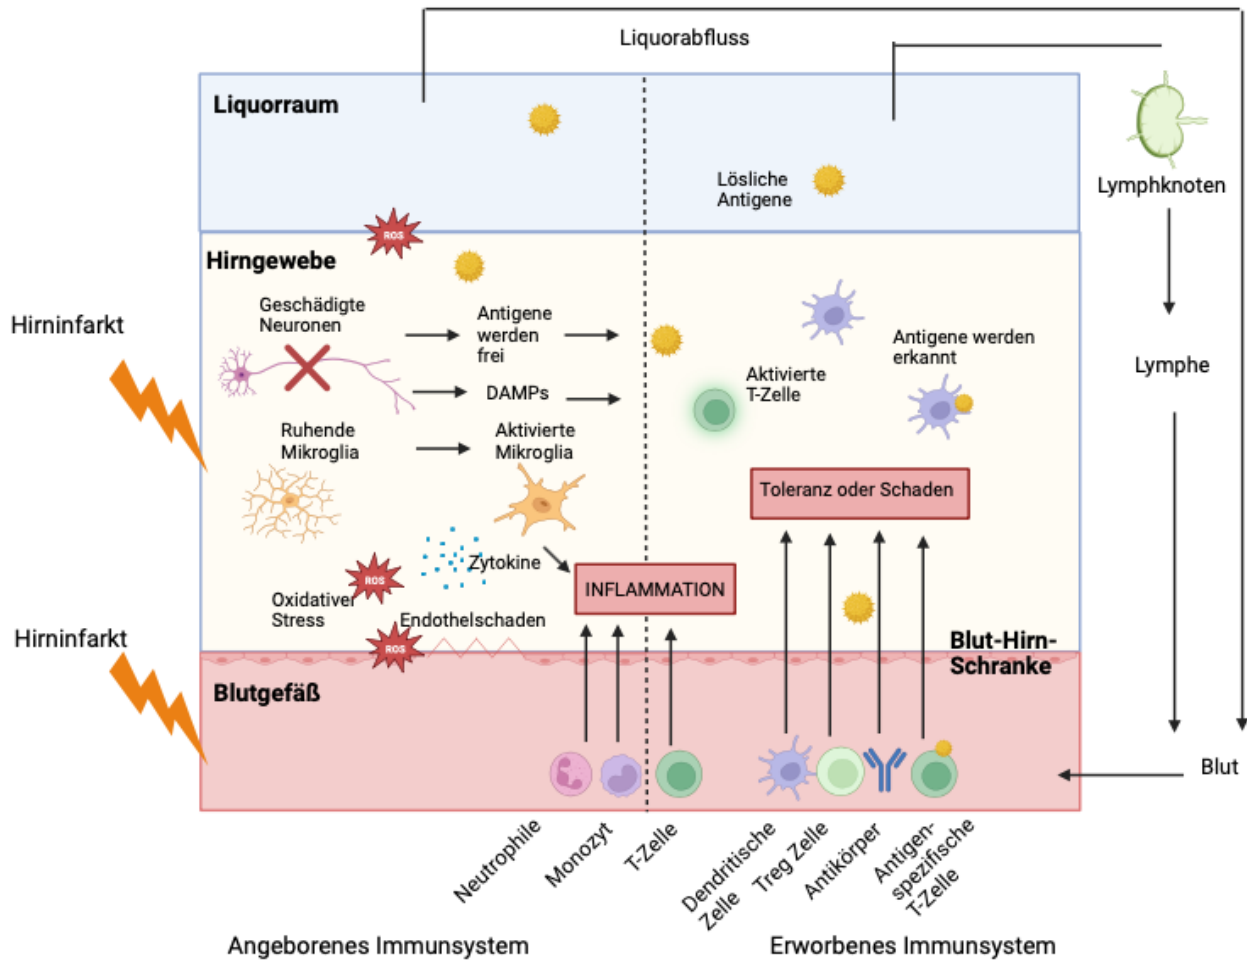 Liquorabfluss
Liquorraum
Lösliche
Antigene
Lymphknoten
ROS
Hirngewebe
Geschädigte
Neuronen
Antigene
werden
frei
Hirninfarkt
Antigene werden
erkannt
Lymphe
Aktivierte
T-Zelle
DAMPs
Ruhende
Mikroglia
Aktivierte
Mikroglia
Toleranz oder Schaden
Zytokine
ROS
INFLAMMATION
Oxidativer
Stress
Endothelschaden
Hirninfarkt
ROS
Blut-Hirn-
Schranke
Blutgefäß
Blut
Neutrophile
Monozyt
T-Zelle
Dendritische
Zelle
Treg Zelle
Antikörper
Antigen-
spezifische
T-Zelle
Angeborenes Immunsystem
Erworbenes Immunsystem